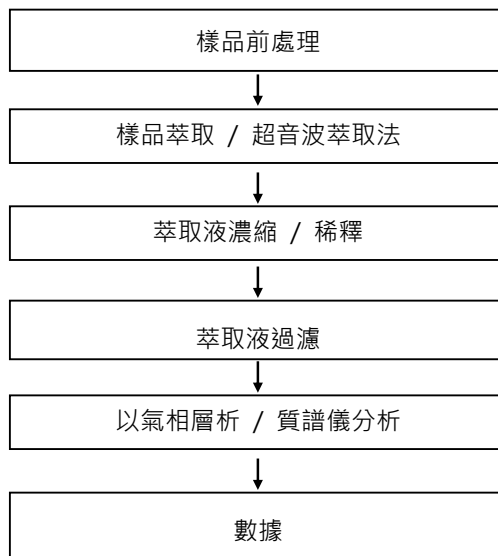 樣品前處理
樣品萃取 / 超音波萃取法
萃取液濃縮 / 稀釋
萃取液過濾
以氣相層析 / 質譜儀分析
數據